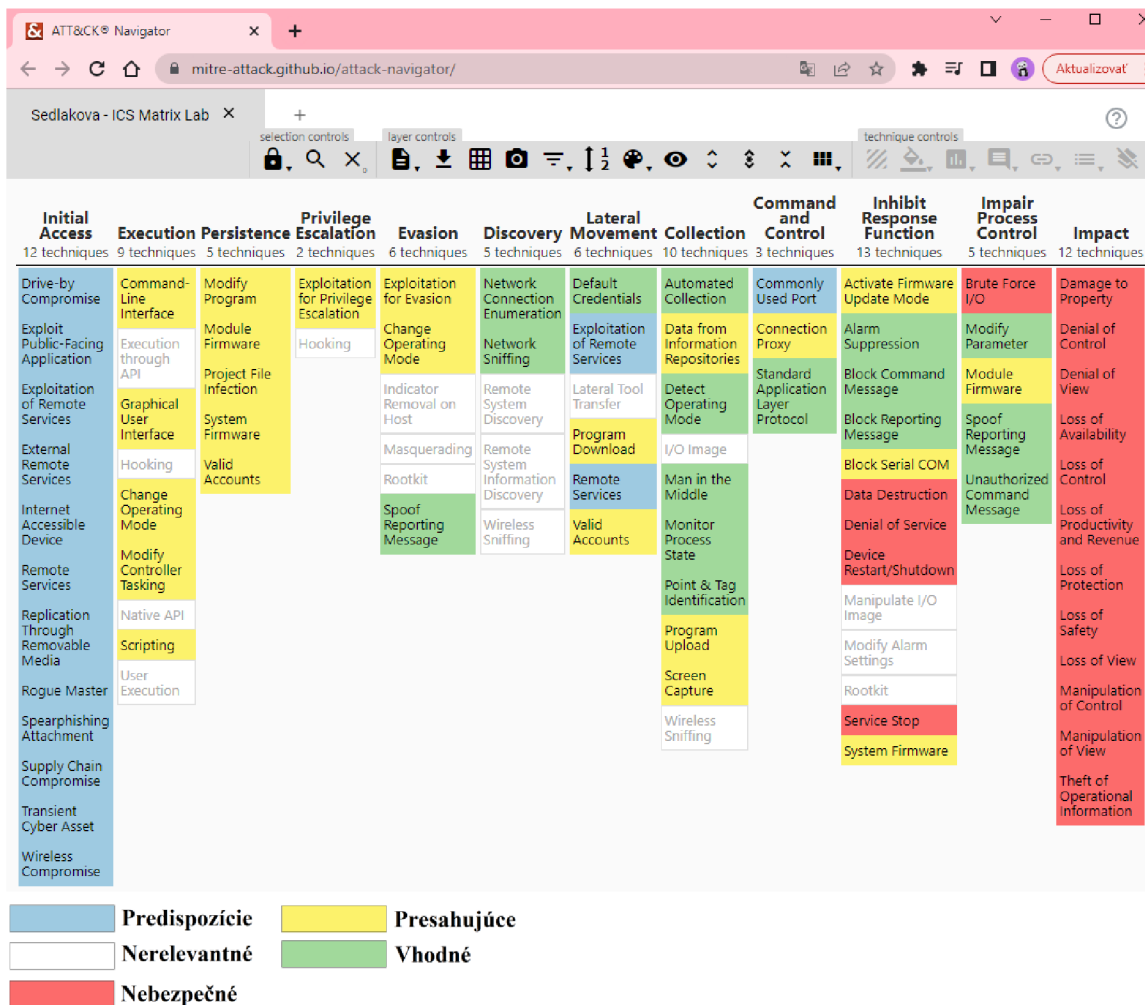 ATT&CK® Navigator
mitre-attack.github.io/attack-navigator/
Aktualizovať
Sedlakova - ICS Matrix Lab
selection controls
layer controls
technique controls
Initial
Access
12 techniques
Drive-by
Compromise
Exploit
Public-Facing
Application
Exploitation
of Remote
Services
External
Remote
Services
Internet
Accessible
Device
Remote
Services
Replication
Through
Removable
Media
Rogue Master
Spearphishing
Attachment
Supply Chain
Compromise
Transient
Cyber Asset
Wireless
Compromise
Execution
9 techniques
Command-
Line
Interface
Execution
through
API
Graphical
User
Interface
Hooking
Change
Operating
Mode
Modify
Controller
Tasking
Native API
Scripting
User
Execution
Persistence
5 techniques
Modify
Program
Module
Firmware
Project File
Infection
System
Firmware
Valid
Accounts
Privilege
Escalation
2 techniques
Exploitation
for Privilege
Escalation
Hooking
Evasion
6 techniques
Exploitation
for Evasion
Change
Operating
Mode
Indicator
Removal on
Host
Masquerading
Rootkit
Spoof
Reporting
Message
Discovery
5 techniques
Network
Connection
Enumeration
Network
Sniffing
Remote
System
Discovery
Remote
System
Information
Discovery
Wireless
Sniffing
Lateral
Movement
6 techniques
Default
Credentials
Exploitation
of Remote
Services
Lateral Tool
Transfer
Program
Download
Remote
Services
Valid
Accounts
Collection
10 techniques
Automated
Collection
Data from
Information
Repositories
Detect
Operating
Mode
I/O Image
Man in the
Middle
Monitor
Process
State
Point & Tag
Identification
Program
Upload
Screen
Capture
Wireless
Sniffing
Command
and
Control
3 techniques
Commonly
Used Port
Connection
Proxy
Standard
Application
Layer
Protocol
Inhibit
Response
Function
13 techniques
Activate Firmware
Update Mode
Alarm
Suppression
Block Command
Message
Block Reporting
Message
Block Serial COM
Data Destruction
Denial of Service
Device
Restart/Shutdown
Manipulate I/O
Image
Modify Alarm
Settings
Rootkit
Service Stop
System Firmware
Impair
Process
Control
5 techniques
Brute Force
I/O
Modify
Parameter
Module
Firmware
Spoof
Reporting
Message
Unauthorized
Command
Message
Impact
12 techniques
Damage to
Property
Denial of
Control
Denial of
View
Loss of
Availability
Loss of
Control
Loss of
Productivity
and Revenue
Loss of
Protection
Loss of
Safety
Loss of View
Manipulation
of Control
Manipulation
of View
Theft of
Operational
Information
Predispozície
Presahujúce
Nerelevantné
Vhodné
Nebezpečné